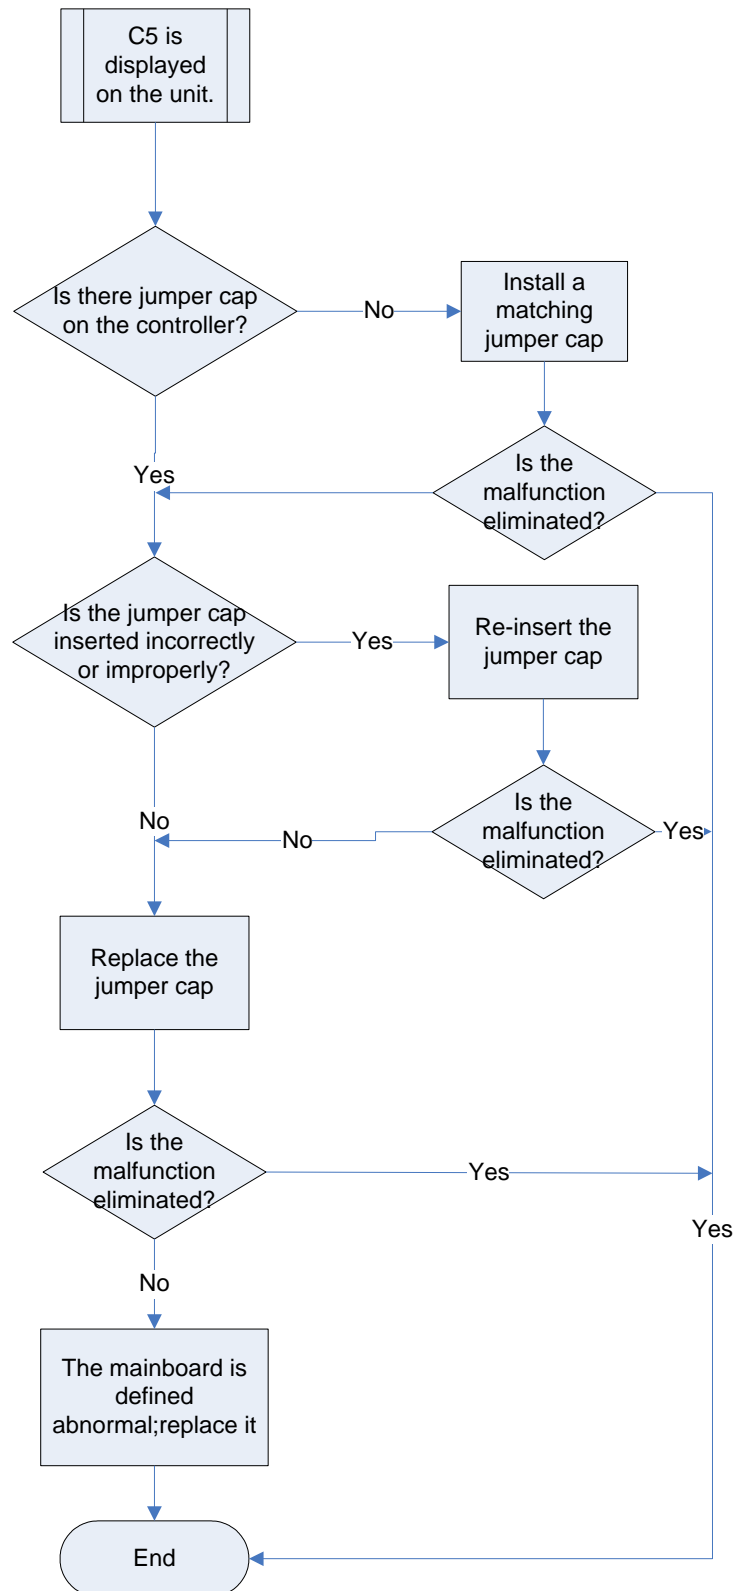 C5 is
displayed
on the unit.
Is there jumper cap
on the controller?
No
Install a
matching
jumper cap
Yes
Is the
malfunction
eliminated?
Is the jumper cap
inserted incorrectly
or improperly?
Yes
Re-insert the
jumper cap
No
No
Is the
malfunction
eliminated?
Yes
Replace the
jumper cap
Is the
malfunction
eliminated?
Yes
Yes
No
The mainboard is
defined
abnormal;replace it
End